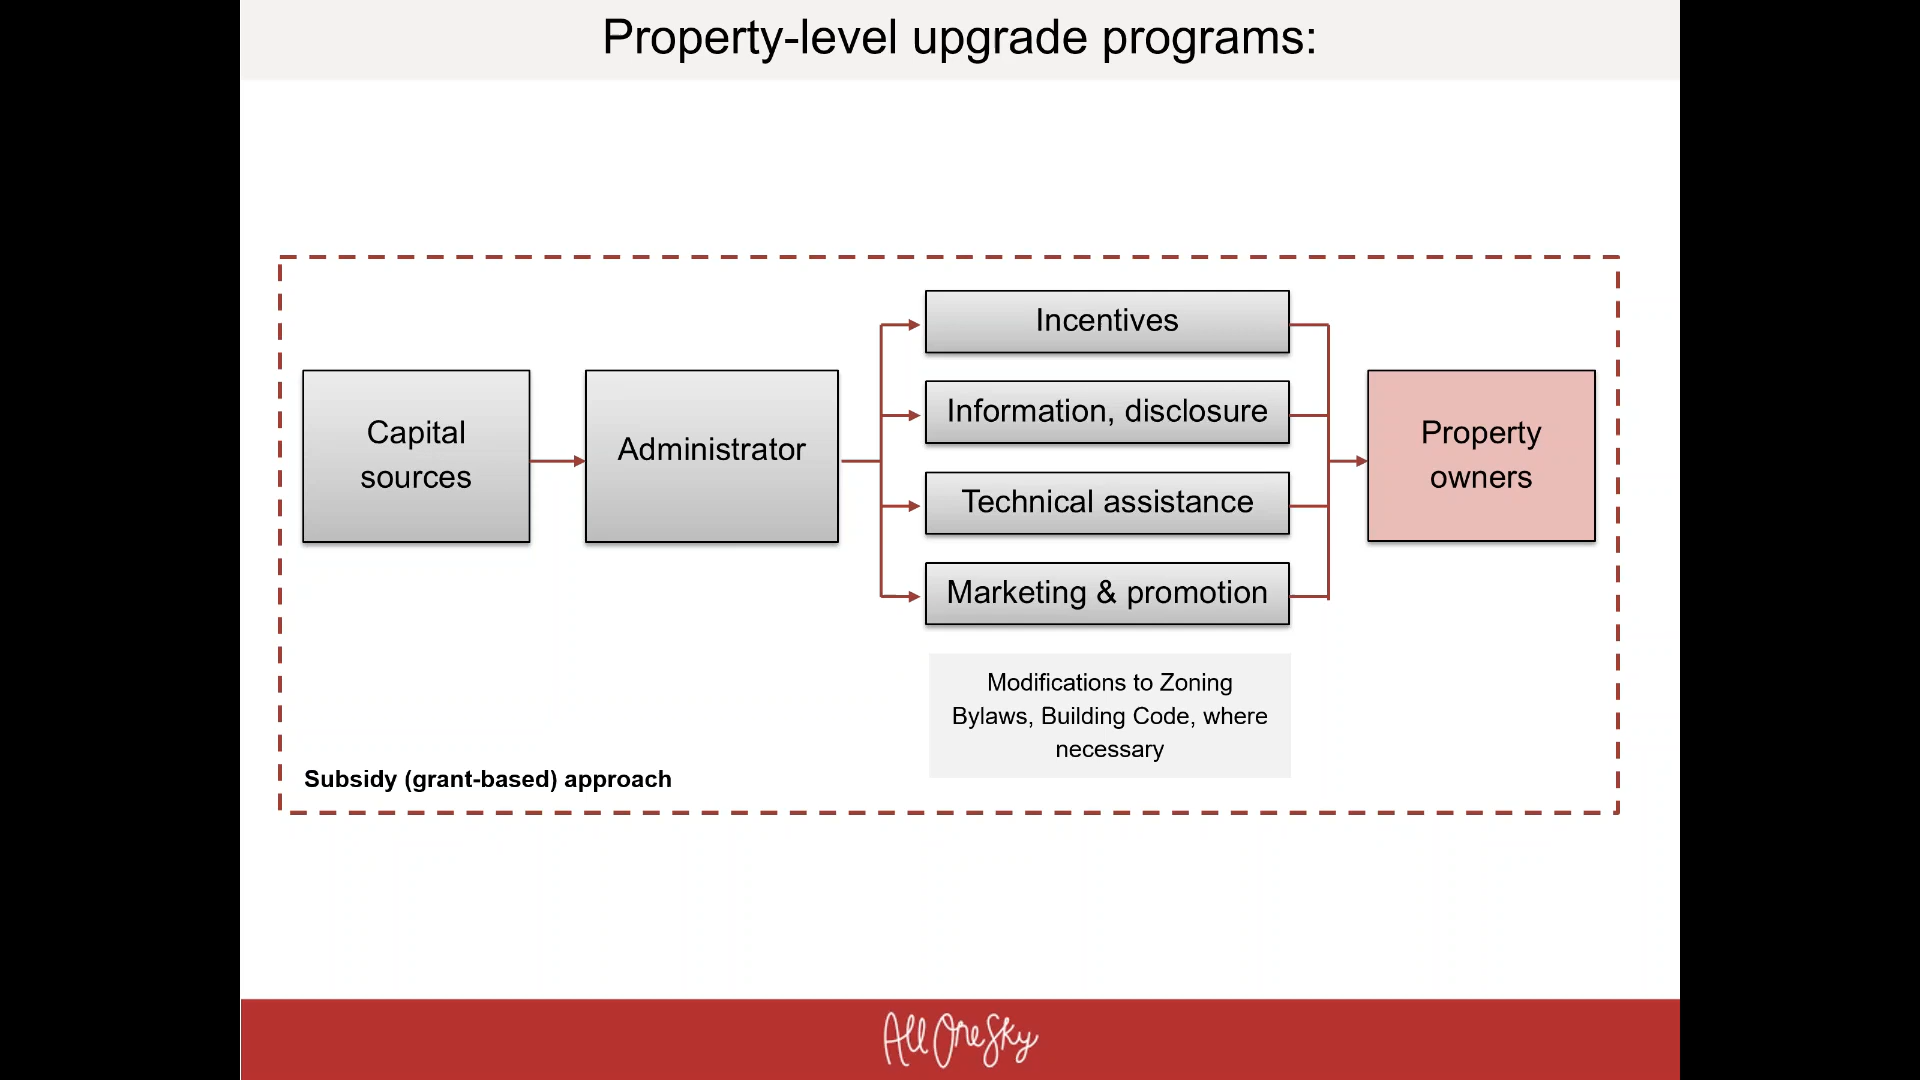 Property-level upgrade programs:
Incentives
Information, disclosure
Technical assistance
Marketing & promotion
Capital
sources
Administrator
Property
owners
Modifications to Zoning
Bylaws, Building Code, where
necessary
Subsidy (grant-based) approach
All One Sky